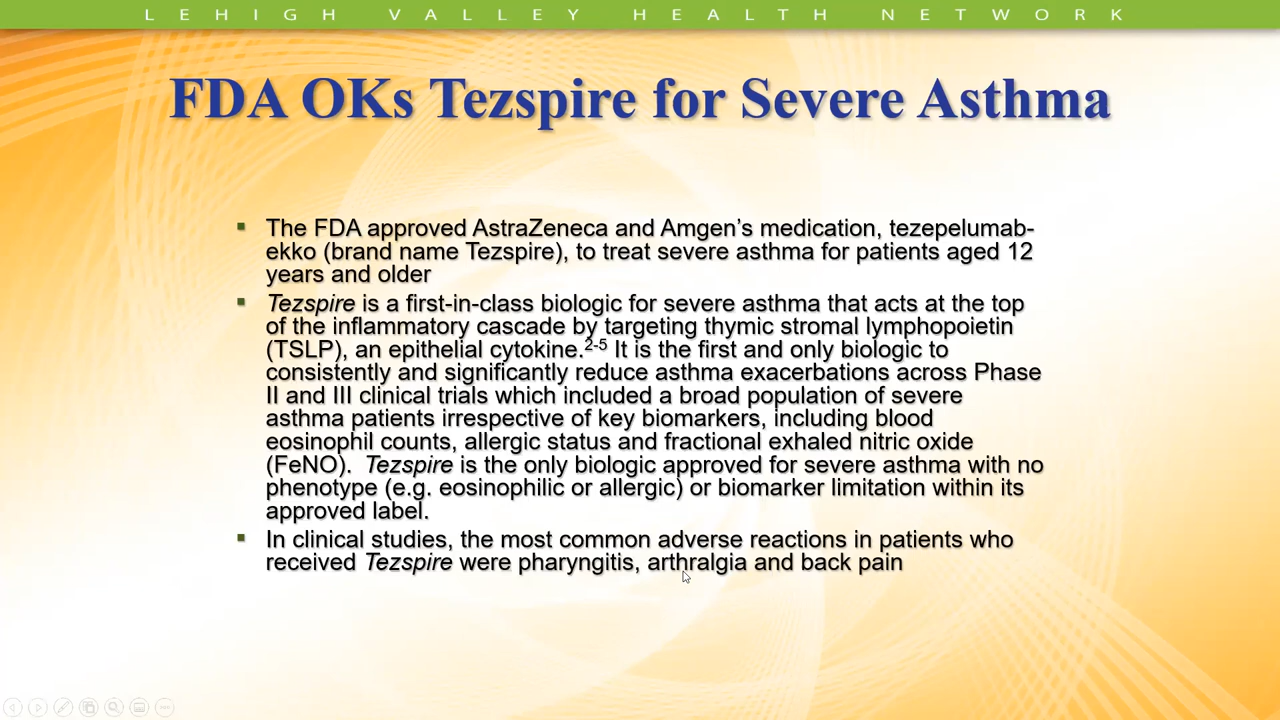 LEHIGH VALLEY HEALTH NETWORK
FDA OKs Tezspire for Severe Asthma
▪ The FDA approved AstraZeneca and Amgen’s medication, tezepelumab-
ekko (brand name Tezspire), to treat severe asthma for patients aged 12
years and older
▪ Tezspire is a first-in-class biologic for severe asthma that acts at the top
of the inflammatory cascade by targeting thymic stromal lymphopoietin
(TSLP), an epithelial cytokine.2-5 It is the first and only biologic to
consistently and significantly reduce asthma exacerbations across Phase
II and III clinical trials which included a broad population of severe
asthma patients irrespective of key biomarkers, including blood
eosinophil counts, allergic status and fractional exhaled nitric oxide
(FeNO). Tezspire is the only biologic approved for severe asthma with no
phenotype (e.g. eosinophilic or allergic) or biomarker limitation within its
approved label.
▪ In clinical studies, the most common adverse reactions in patients who
received Tezspire were pharyngitis, arthralgia and back pain